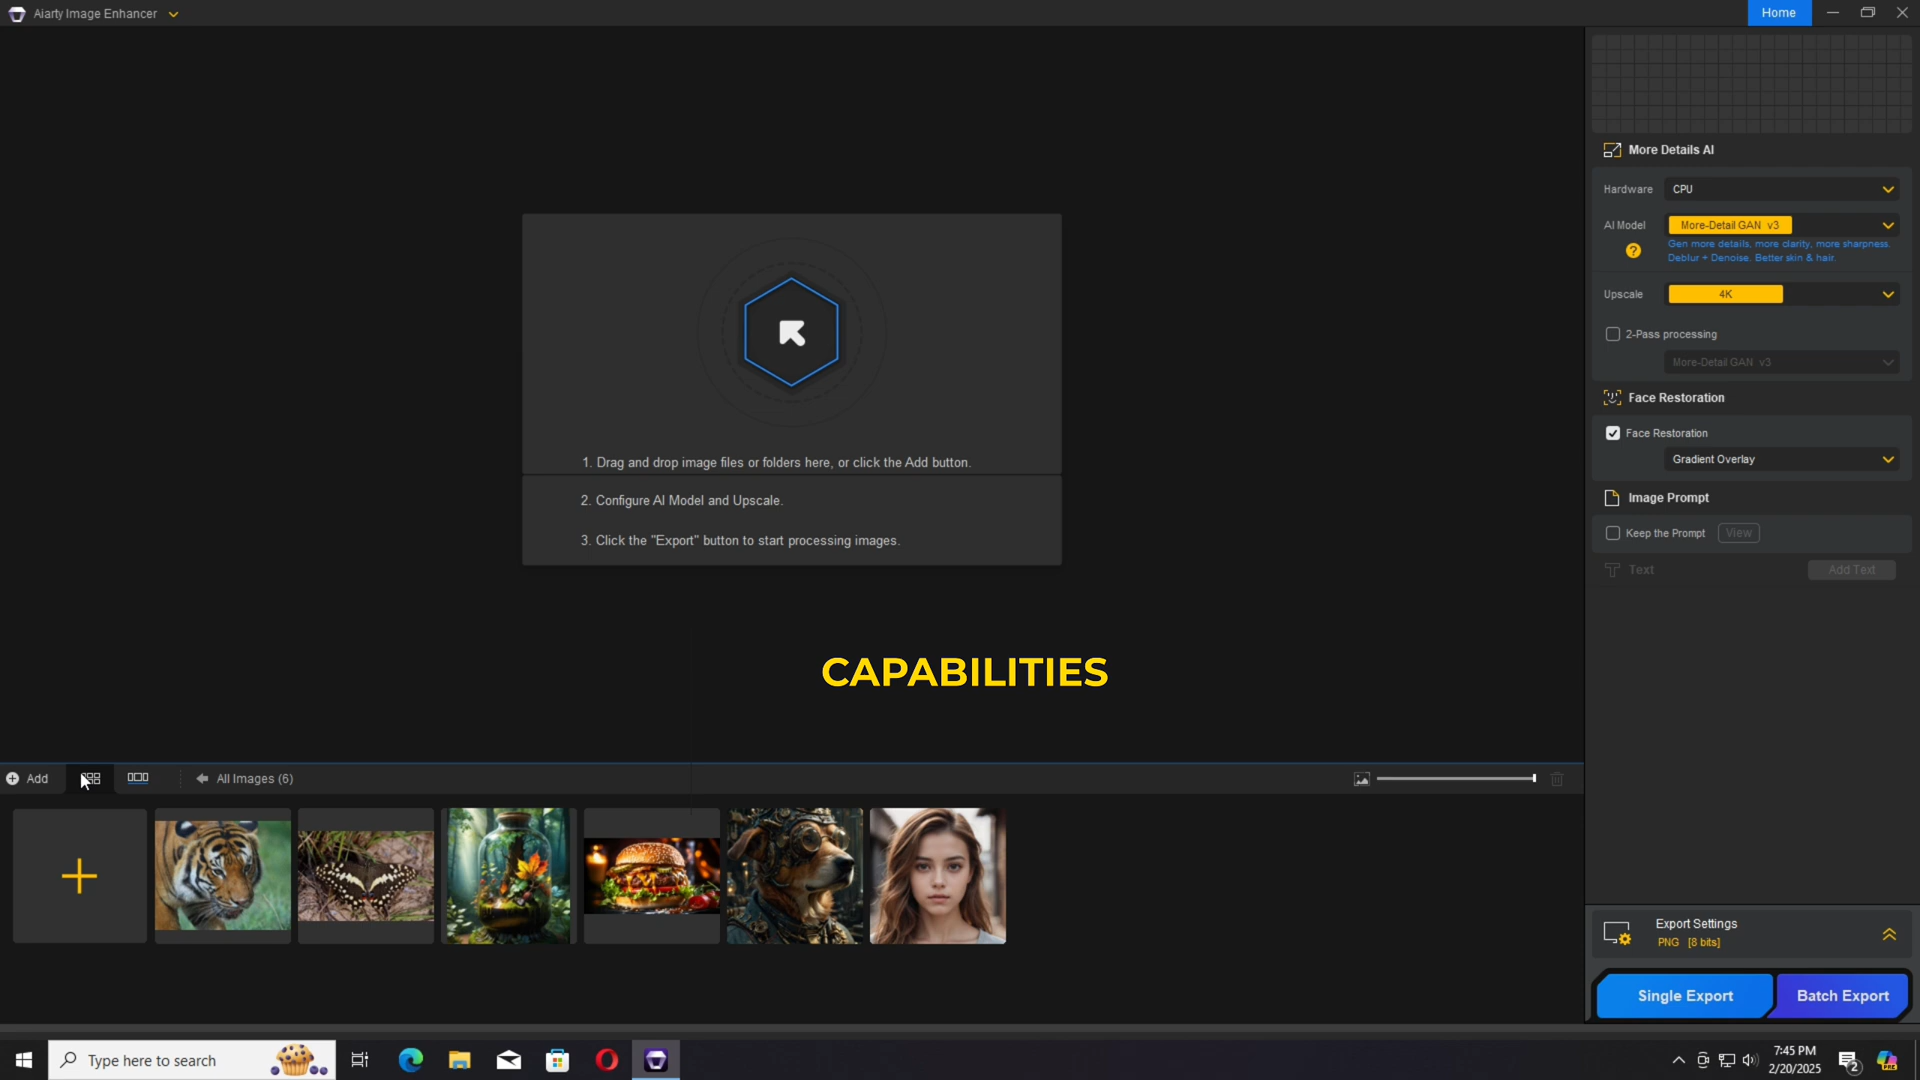 Aiarty Image Enhancer
Home
More Details AI
Hardware CPU
AI Model More-Detail GAN v3
Gen more details, more clarity, more sharpness.
Deblur + Denoise. Better skin & hair.
?
Upscale 4K
2-Pass processing
More-Detail GAN v3
Face Restoration
Face Restoration
Gradient Overlay
Image Prompt
Keep the Prompt View
Text Add Text
1. Drag and drop image files or folders here, or click the Add button.
2. Configure AI Model and Upscale.
3. Click the "Export" button to start processing images.
CAPABILITIES
Add
All Images (6)
Export Settings
PNG [8 bits]
Single Export Batch Export
Type here to search
7:45 PM
2/20/2025
2
PRE